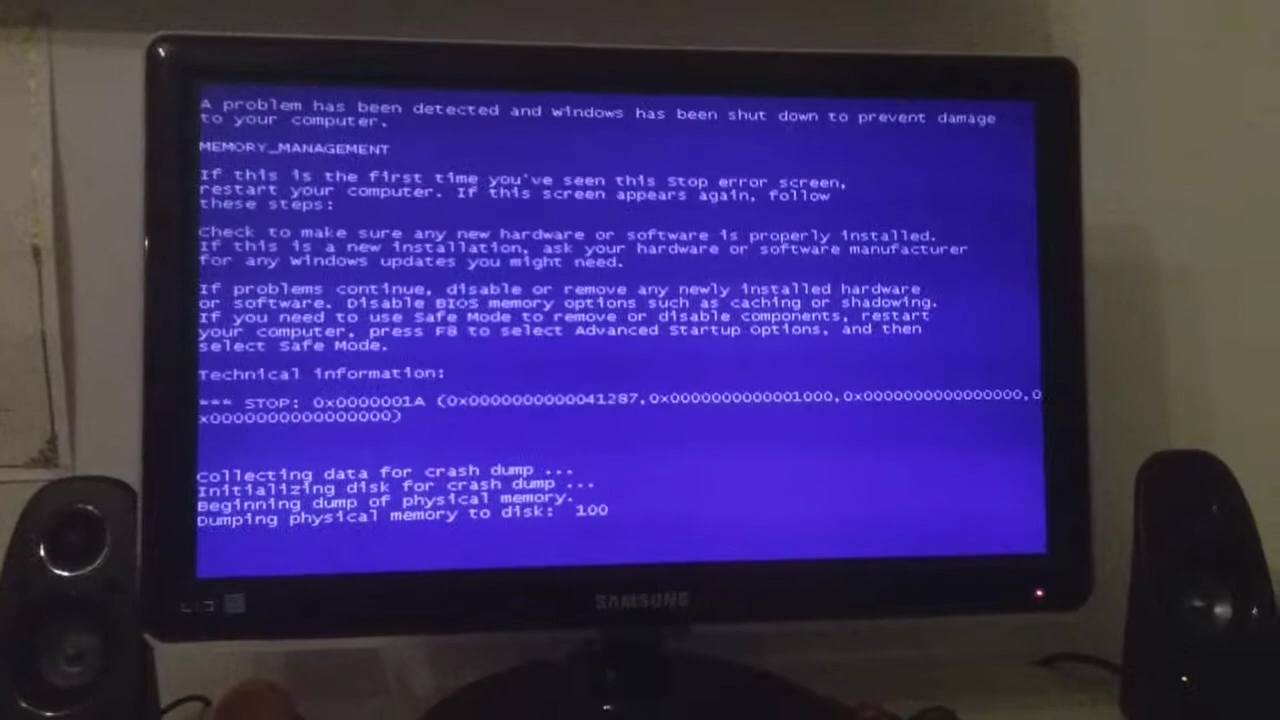 A problem has been detected and Windows has been shut down to prevent damage
to your computer.
MEMORY_MANAGEMENT
If this is the first time you've seen this Stop error screen,
restart your computer. If this screen appears again, follow
these steps:
Check to make sure any new hardware or software is properly installed.
If this is a new installation, ask your hardware or software manufacturer
for any Windows updates you might need.
If problems continue, disable or remove any newly installed hardware
or software. Disable BIOS memory options such as caching or shadowing.
If you need to use Safe Mode to remove or disable components, restart
your computer, press F8 to select Advanced Startup Options, and then
select Safe Mode.
Technical information:
*** STOP: 0x0000001A (0x0000000000041287,0x0000000000001000,0x0000000000000000,0
x0000000000000000)
Collecting data for crash dump ...
Initializing disk for crash dump ...
Beginning dump of physical memory.
Dumping physical memory to disk: 100
SAMSUNG